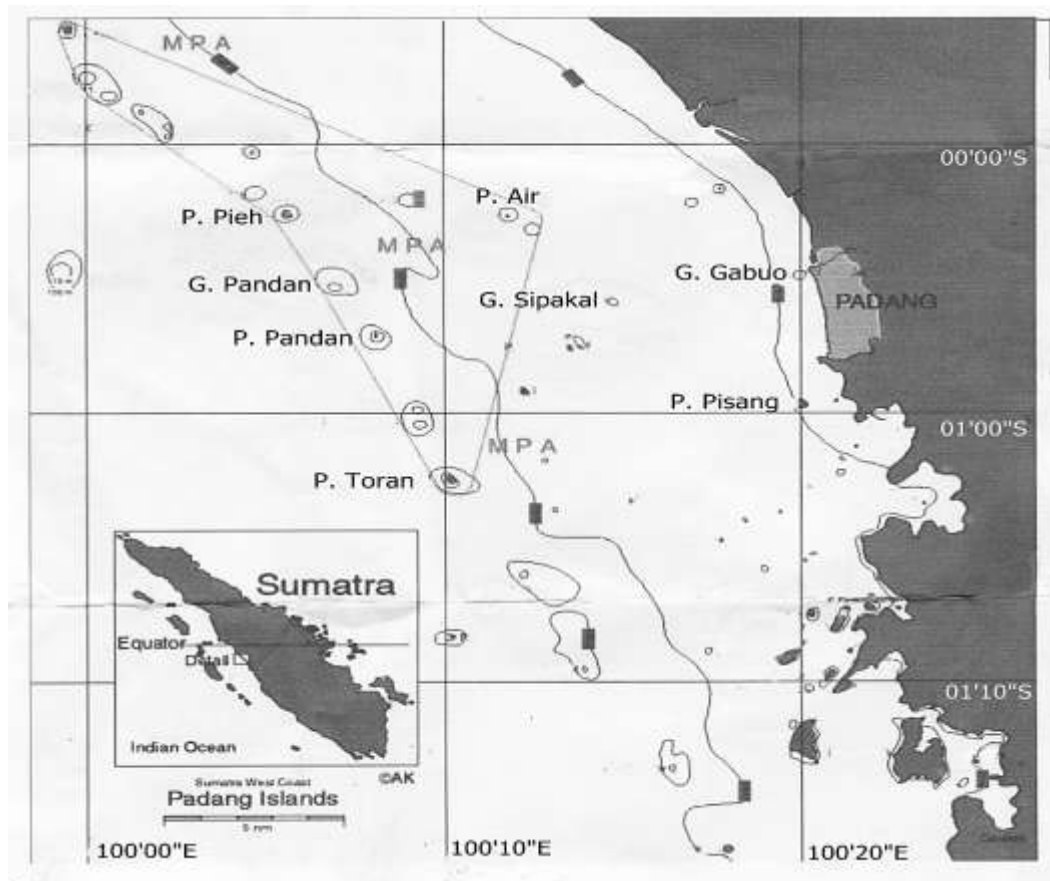 M P A
00'00"S
P. Air
P. Pieh
M P A
G. Gabuo
G. Pandan
G. Sipakal
PADANG
P. Pandan
P. Pisang
01'00"S
M P A
P. Toran
Sumatra
Equator
Detail
01'10"S
Indian Ocean
©AK
Sumatra West Coast
Padang Islands
5 nm
100'00"E
100'10"E
100'20"E